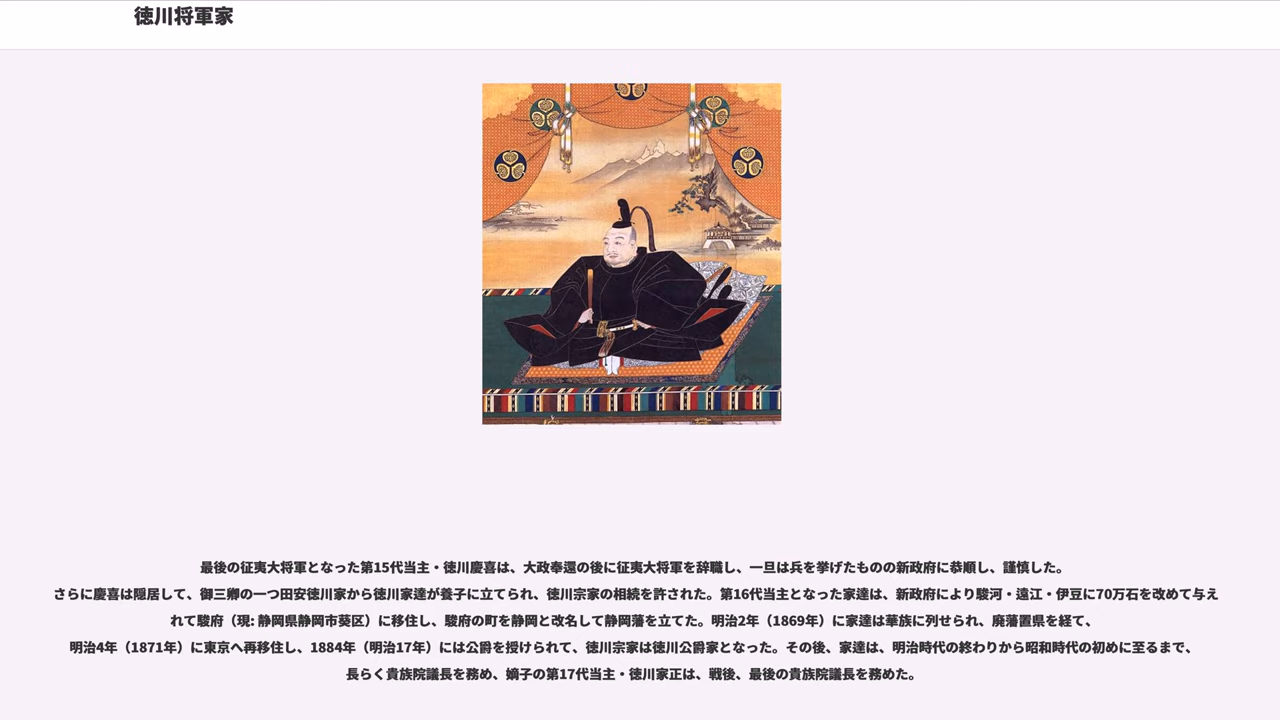 徳川将軍家
最後の征夷大将軍となった第15代当主・徳川慶喜は、大政奉還の後に征夷大将軍を辞職し、一旦は兵を挙げたものの新政府に恭順し、謹慎した。
さらに慶喜は隠居して、御三卿の一つ田安徳川家から徳川家達が養子に立てられ、徳川宗家の相続を許された。第16代当主となった家達は、新政府により駿河・遠江・伊豆に70万石を改めて与え
れて駿府（現: 静岡県静岡市葵区）に移住し、駿府の町を静岡と改名して静岡藩を立てた。明治2年（1869年）に家達は華族に列せられ、廃藩置県を経て、
明治4年（1871年）に東京へ再移住し、1884年（明治17年）には公爵を授けられて、徳川宗家は徳川公爵家となった。その後、家達は、明治時代の終わりから昭和時代の初めに至るまで、
長らく貴族院議長を務め、嫡子の第17代当主・徳川家正は、戦後、最後の貴族院議長を務めた。